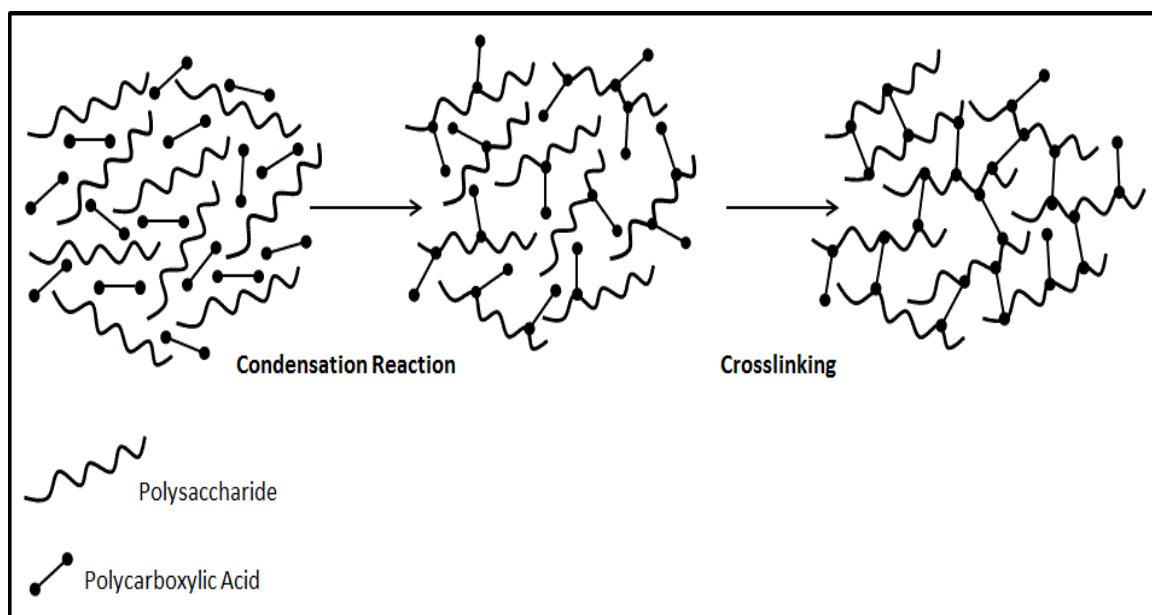 Condensation Reaction
Crosslinking
Polysaccharide
Polycarboxylic Acid